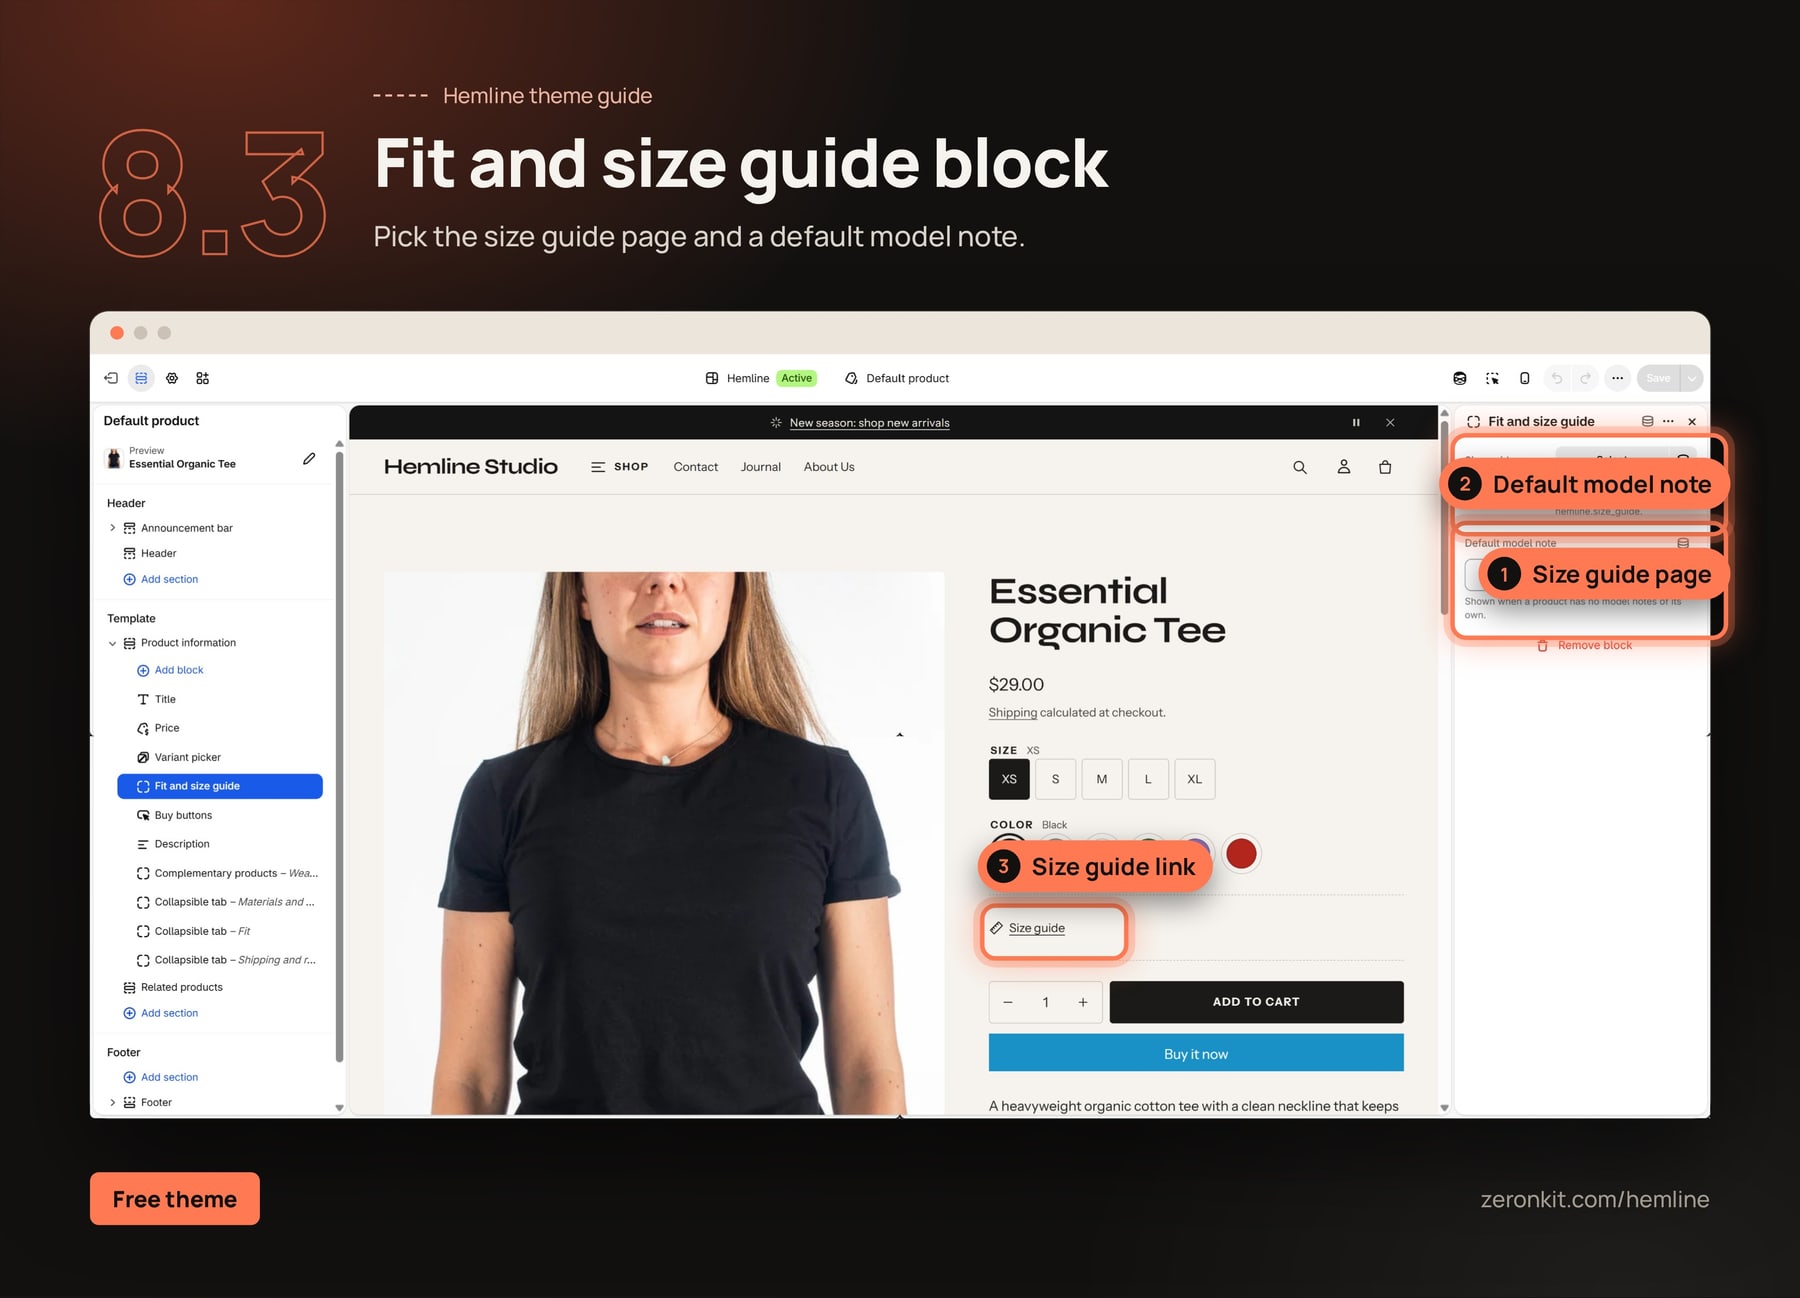 Hemline theme guide
8.3
Fit and size guide block
Pick the size guide page and a default model note.
Hemline
Active
Default product
Save
Default product
Preview
Essential Organic Tee
Header
Announcement bar
Header
Add section
Template
Product information
Add block
Title
Price
Variant picker
Fit and size guide
Buy buttons
Description
Complementary products – Wea...
Collapsible tab – Materials and ...
Collapsible tab – Fit
Collapsible tab – Shipping and r...
Related products
Add section
Footer
Add section
Footer
New season: shop new arrivals
Hemline Studio
SHOP
Contact
Journal
About Us
Essential
Organic Tee
$29.00
Shipping calculated at checkout.
SIZE XS
XS
S
M
L
XL
COLOR Black
3 Size guide link
Size guide
1
ADD TO CART
Buy it now
A heavyweight organic cotton tee with a clean neckline that keeps
Fit and size guide
2 Default model note
hemline.size_guide.
Default model note
1 Size guide page
Shown when a product has no model notes of its
own.
Remove block
Free theme
zeronkit.com/hemline